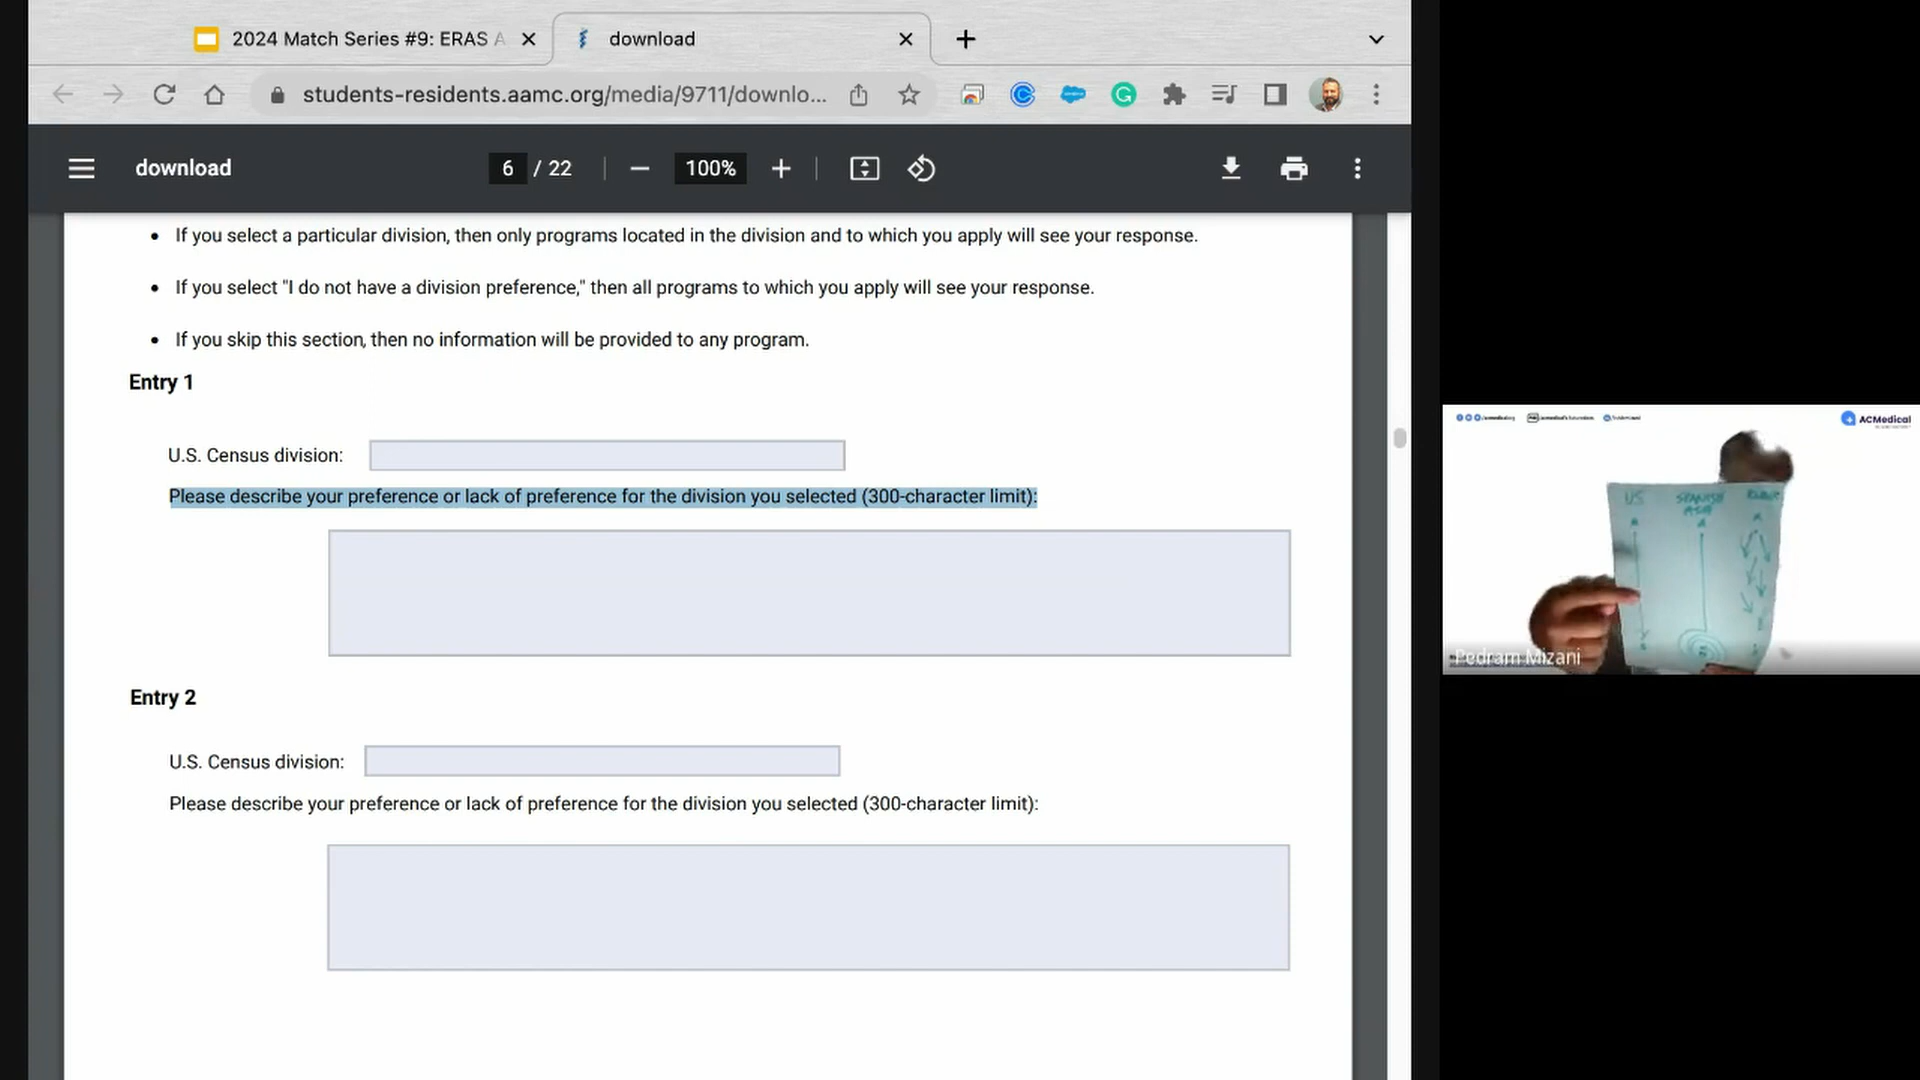 2024 Match Series #9: ERAS A
download
students-residents.aamc.org/media/9711/downlo...
download
6 / 22
100%
If you select a particular division, then only programs located in the division and to which you apply will see your response.
If you select "I do not have a division preference," then all programs to which you apply will see your response.
If you skip this section, then no information will be provided to any program.
Entry 1
U.S. Census division:
Please describe your preference or lack of preference for the division you selected (300-character limit):
Entry 2
U.S. Census division:
Please describe your preference or lack of preference for the division you selected (300-character limit):
ACMedical
US
SPANISH
Pedram Mizani